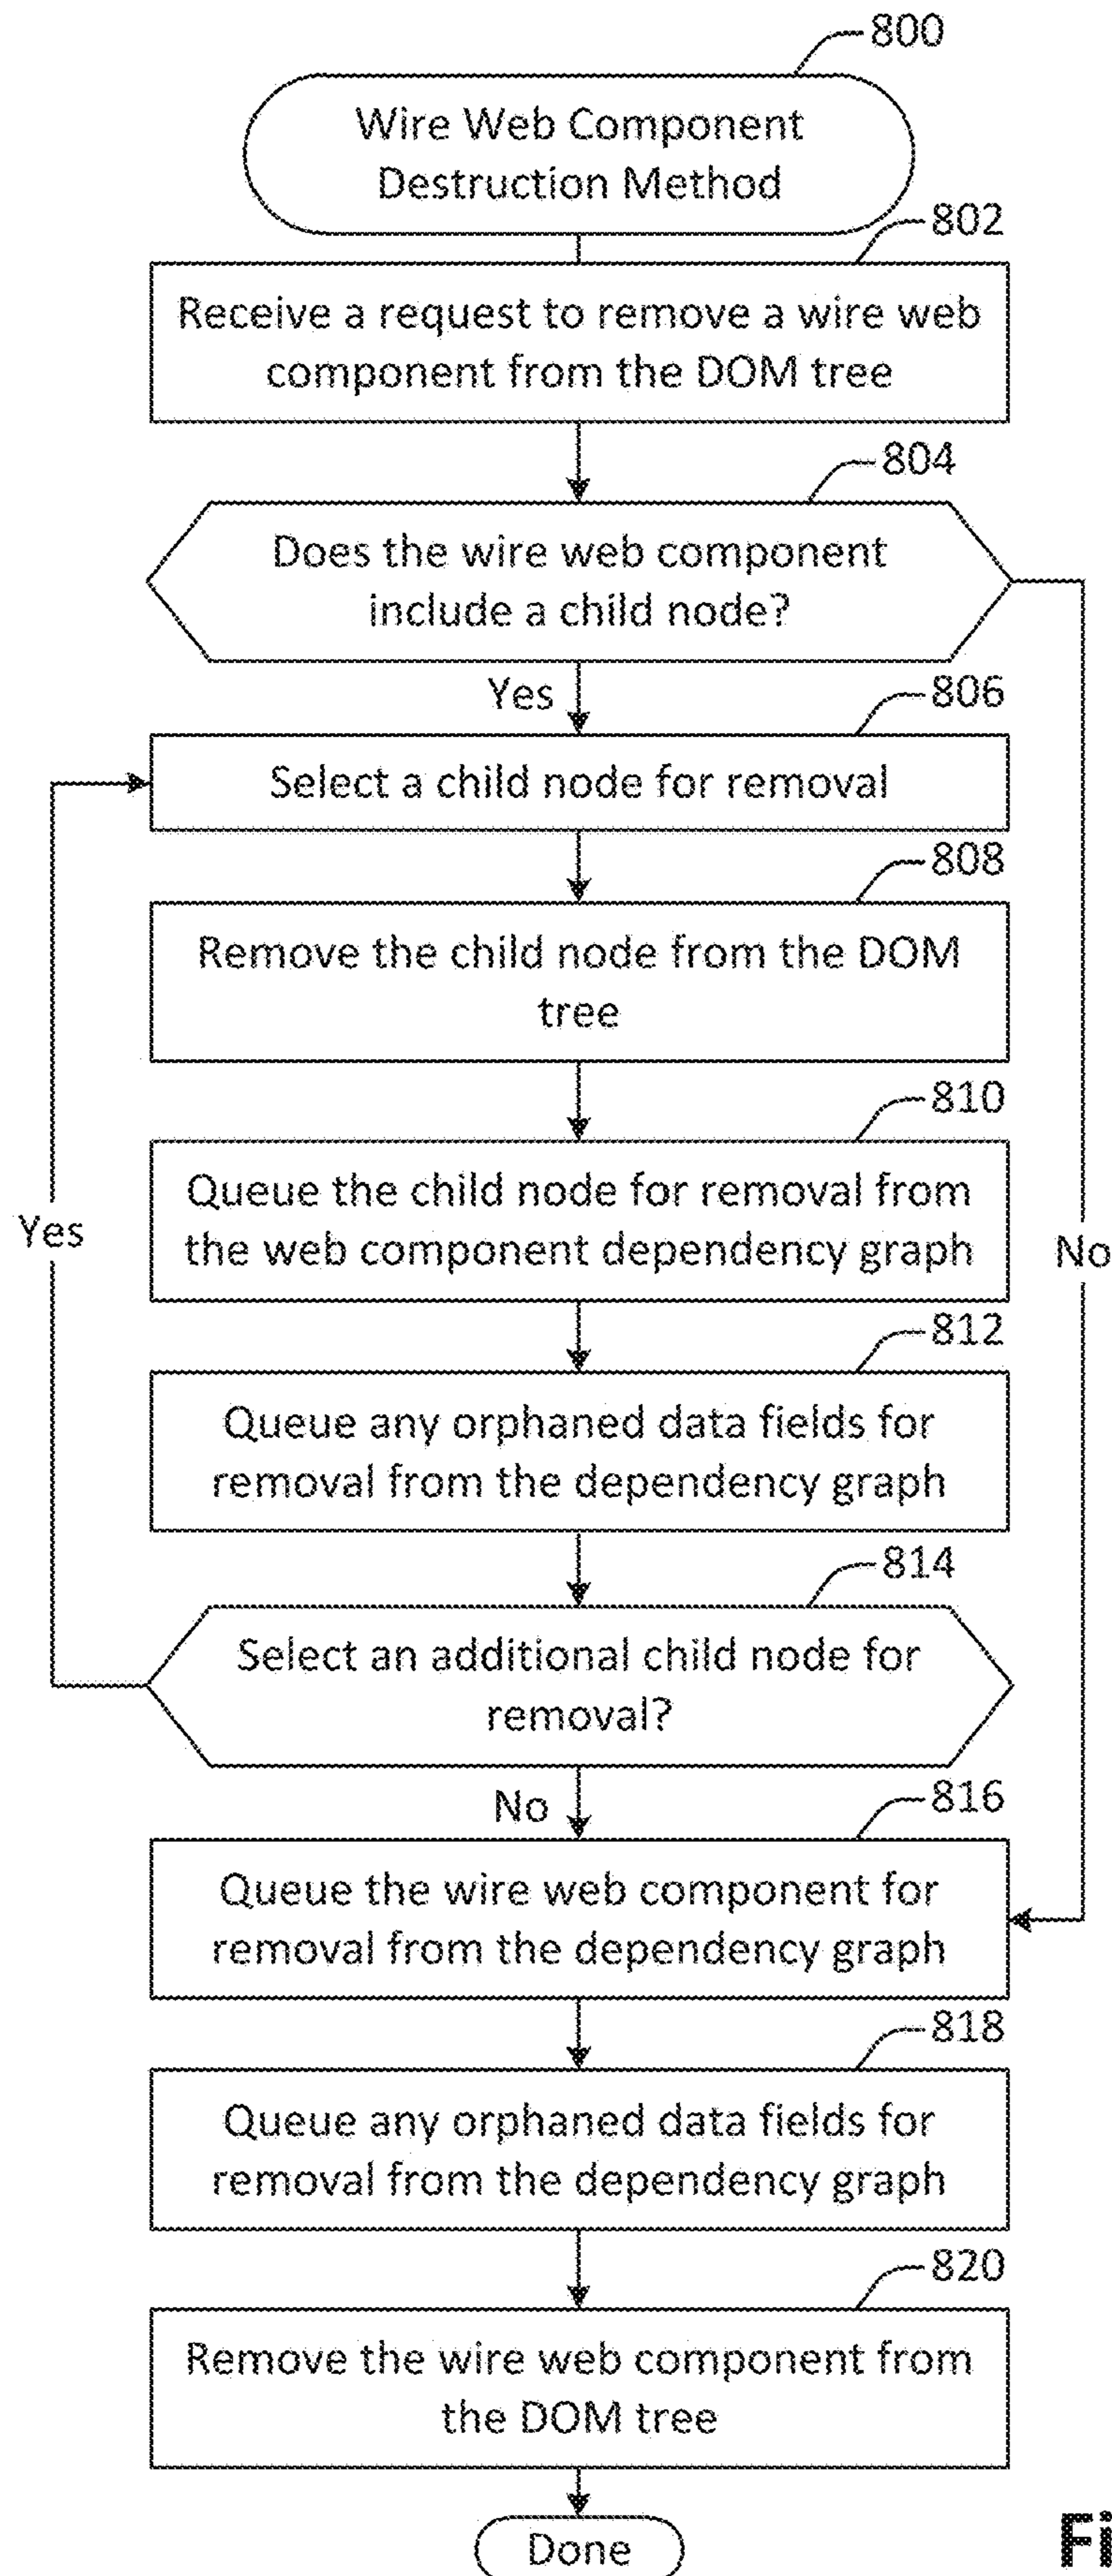 800
Wire Web Component
Destruction Method
802
Receive a request to remove a wire web
component from the DOM tree
804
Does the wire web component
include a child node?
Yes
806
Select a child node for removal
808
Remove the child node from the DOM
tree
810
Queue the child node for removal from
the web component dependency graph
Yes
No
812
Queue any orphaned data fields for
removal from the dependency graph
814
Select an additional child node for
removal?
No
816
Queue the wire web component for
removal from the dependency graph
818
Queue any orphaned data fields for
removal from the dependency graph
820
Remove the wire web component from
the DOM tree
Done
Fi